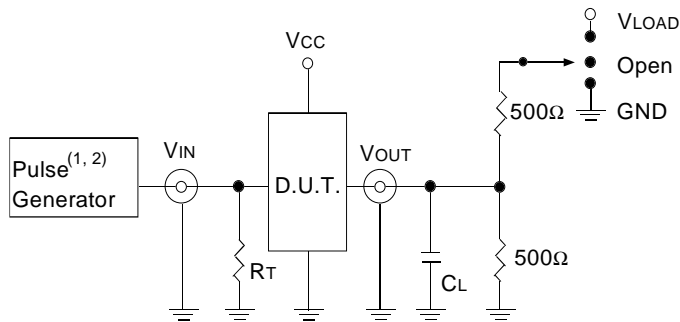 VLOAD
VCC
Open
500Ω
GND
VIN
VOUT
Pulse(1, 2)
Generator
D.U.T.
RT
CL
500Ω